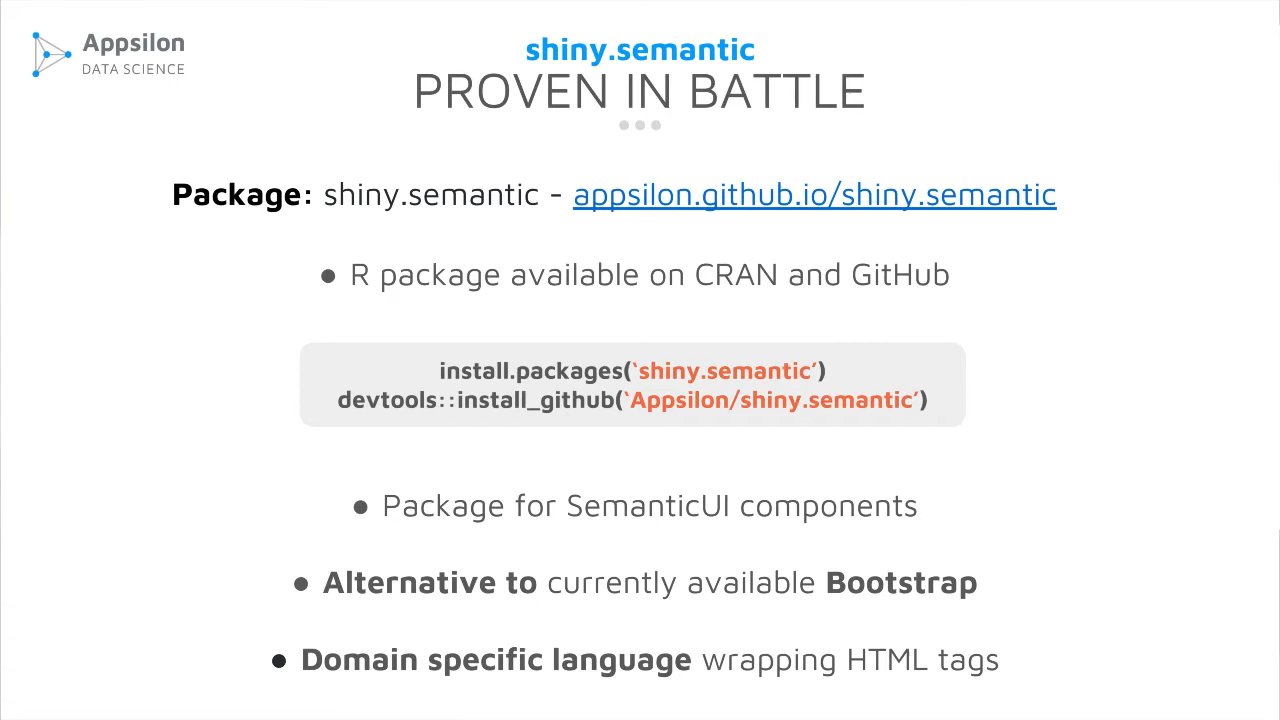 Appsilon
DATA SCIENCE
shiny.semantic
PROVEN IN BATTLE
Package: shiny.semantic - appsilon.github.io/shiny.semantic
● R package available on CRAN and GitHub
install.packages(‘shiny.semantic’)
devtools::install_github(‘Appsilon/shiny.semantic’)
● Package for SemanticUI components
● Alternative to currently available Bootstrap
● Domain specific language wrapping HTML tags